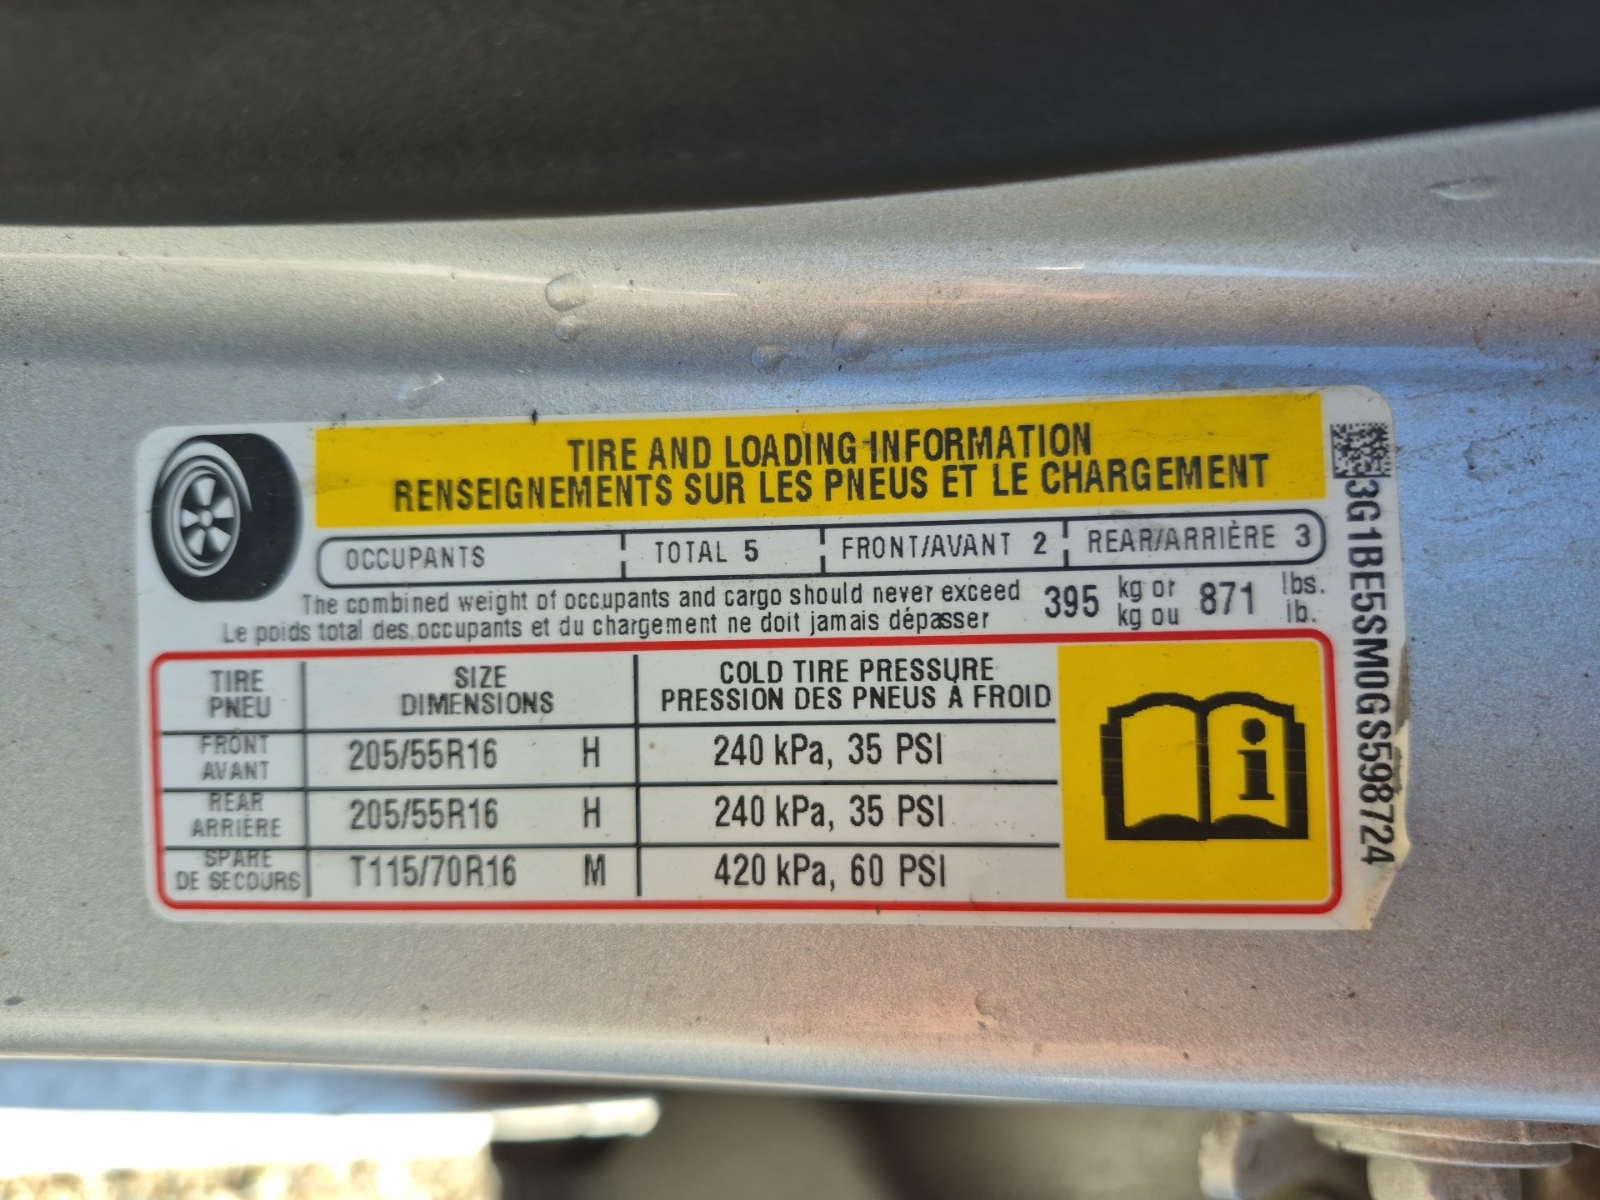 TIRE AND LOADING INFORMATION
RENSEIGNEMENTS SUR LES PNEUS ET LE CHARGEMENT
OCCUPANTS TOTAL 5 FRONT/AVANT 2 REAR/ARRIÈRE 3
The combined weight of occupants and cargo should never exceed 395 kg or 871 lbs.
Le poids total des occupants et du chargement ne doit jamais dépasser kg ou lb.
TIRE SIZE COLD TIRE PRESSURE
PNEU DIMENSIONS PRESSION DES PNEUS À FROID
FRONT
AVANT 205/55R16 H 240 kPa, 35 PSI
REAR
ARRIÈRE 205/55R16 H 240 kPa, 35 PSI
SPARE
DE SECOURS T115/70R16 M 420 kPa, 60 PSI
i
3G1BE5SM0GS598724